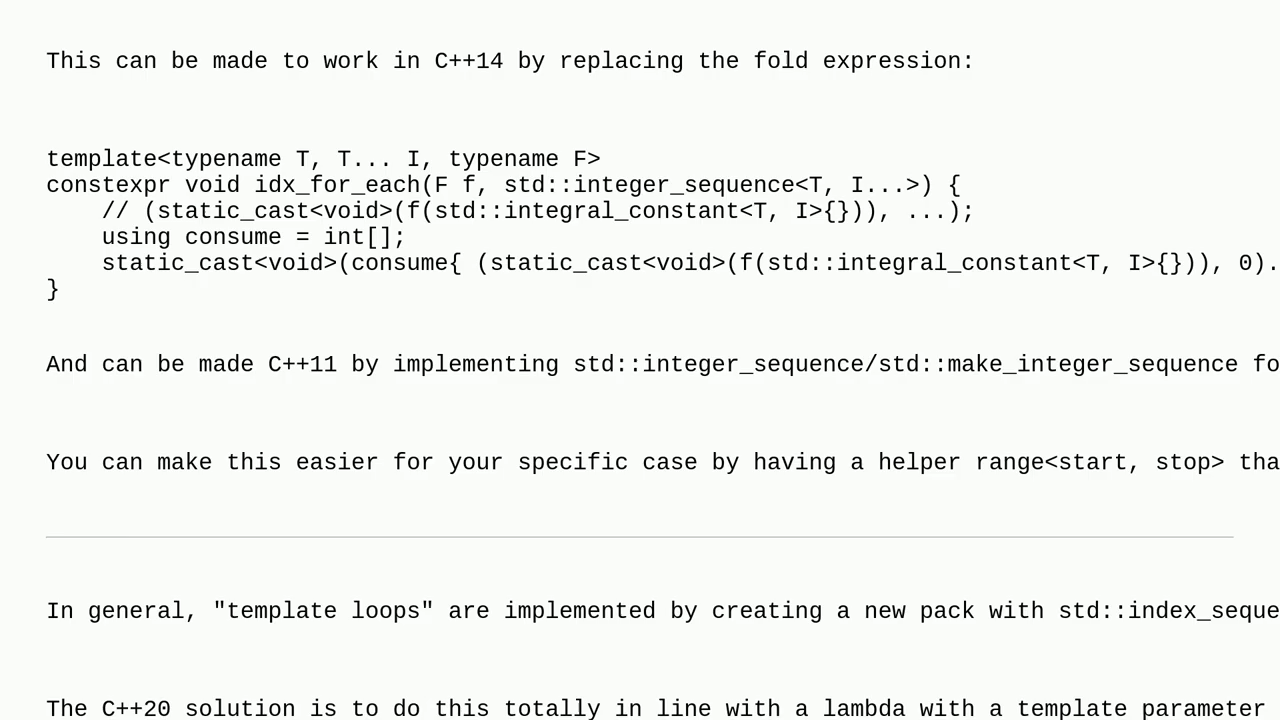 This can be made to work in C++14 by replacing the fold expression:
template<typename T, T... I, typename F>
constexpr void idx_for_each(F f, std::integer_sequence<T, I...>) {
    // (static_cast<void>(f(std::integral_constant<T, I>{})), ...);
    using consume = int[];
    static_cast<void>(consume{ (static_cast<void>(f(std::integral_constant<T, I>{})), 0).
}
And can be made C++11 by implementing std::integer_sequence/std::make_integer_sequence fo
You can make this easier for your specific case by having a helper range<start, stop> tha
In general, "template loops" are implemented by creating a new pack with std::index_seque
The C++20 solution is to do this totally in line with a lambda with a template parameter